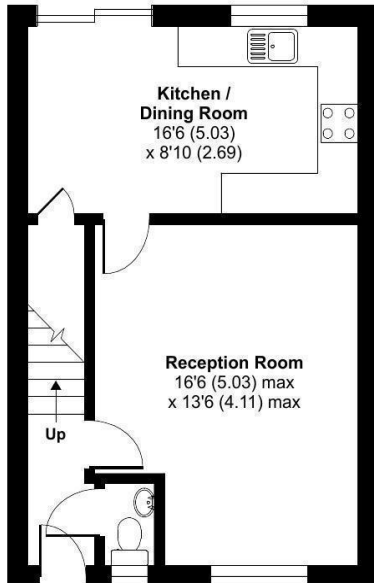 Kitchen /
Dining Room
16'6 (5.03)
x 8'10 (2.69)
Reception Room
16'6 (5.03) max
x 13'6 (4.11) max
Up